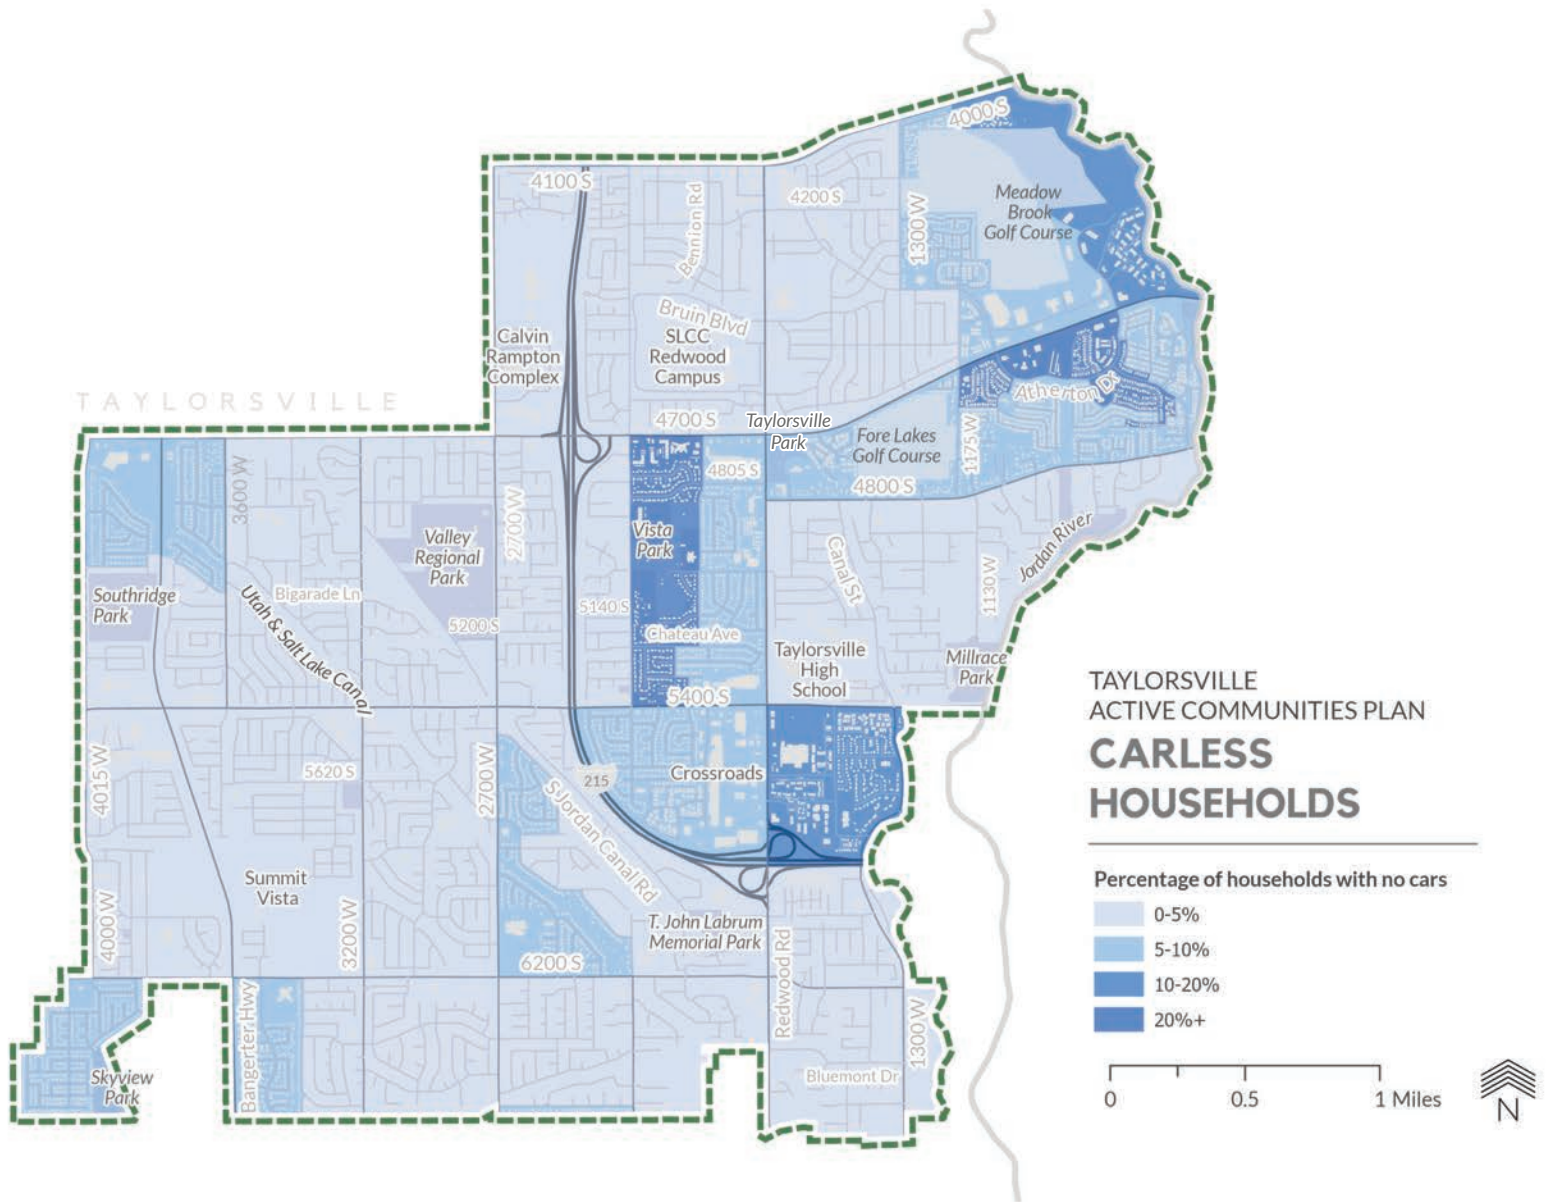 4000 S
Meadow
Brook
Golf Course
4100 S
4200 S
Bennion Rd
1300 W
Bruin Blvd
Calvin
Rampton
Complex
SLCC
Redwood
Campus
TAYLORSVILLE
Atherton Dr
4700 S
Taylorsville
Park
Fore Lakes
Golf Course
1175 W
4805 S
4800 S
3600 W
2700 W
Valley
Regional
Park
Vista
Park
Canal St
Jordan River
Southridge
Park
Bigarade Ln
Utah & Salt Lake Canal
5200 S
5140 S
1130 W
Chateau Ave
Taylorsville
High
School
Millrace
Park
5400 S
4015 W
5620 S
2700 W
215
Crossroads
S Jordan Canal Rd
Summit
Vista
4000 W
3200 W
T. John Labrum
Memorial Park
6200 S
Redwood Rd
Bangerter Hwy
1300 W
Skyview
Park
Bluemont Dr
TAYLORSVILLE
ACTIVE COMMUNITIES PLAN
CARLESS
HOUSEHOLDS
Percentage of households with no cars
0-5%
5-10%
10-20%
20%+
0 0.5 1 Miles
N